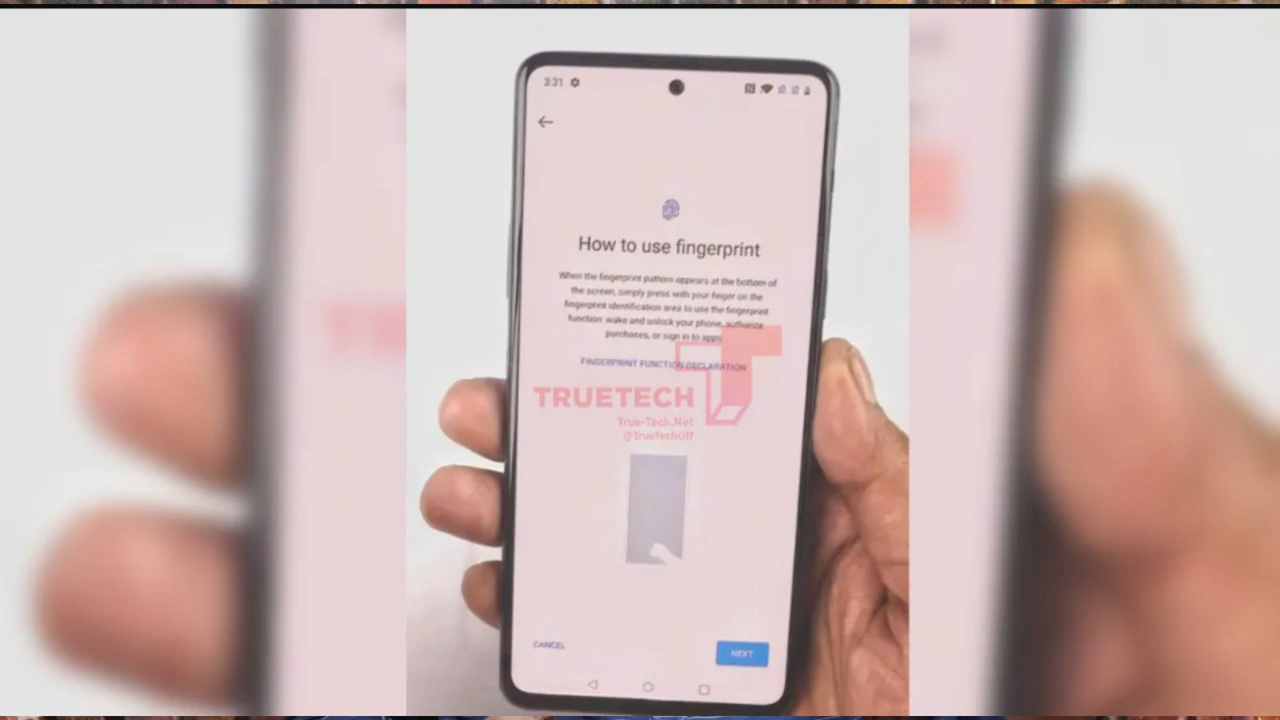 3:31
How to use fingerprint
When the fingerprint pattern appears at the bottom of
the screen, simply press with your finger on the
fingerprint identification area to use the fingerprint
function: wake and unlock your phone, authorize
purchases, or sign in to apps.
FINGERPRINT FUNCTION DECLARATION
TRUETECH
True-Tech.Net
@TrueTechOff
CANCEL
NEXT